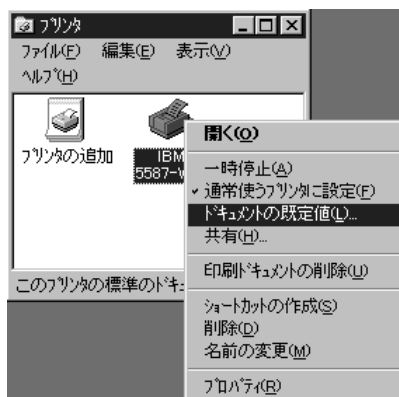 プリンタ
ファイル(F) 編集(E) 表示(V)
ヘルプ(H)
プリンタの追加
IBM
5587-
開く(O)
一時停止(A)
通常使うプリンタに設定(F)
ドキュメントの既定値(L)...
共有(H)...
印刷ドキュメントの削除(U)
ショートカットの作成(S)
削除(D)
名前の変更(M)
プロパティ(R)
このプリンタの標準のドキ